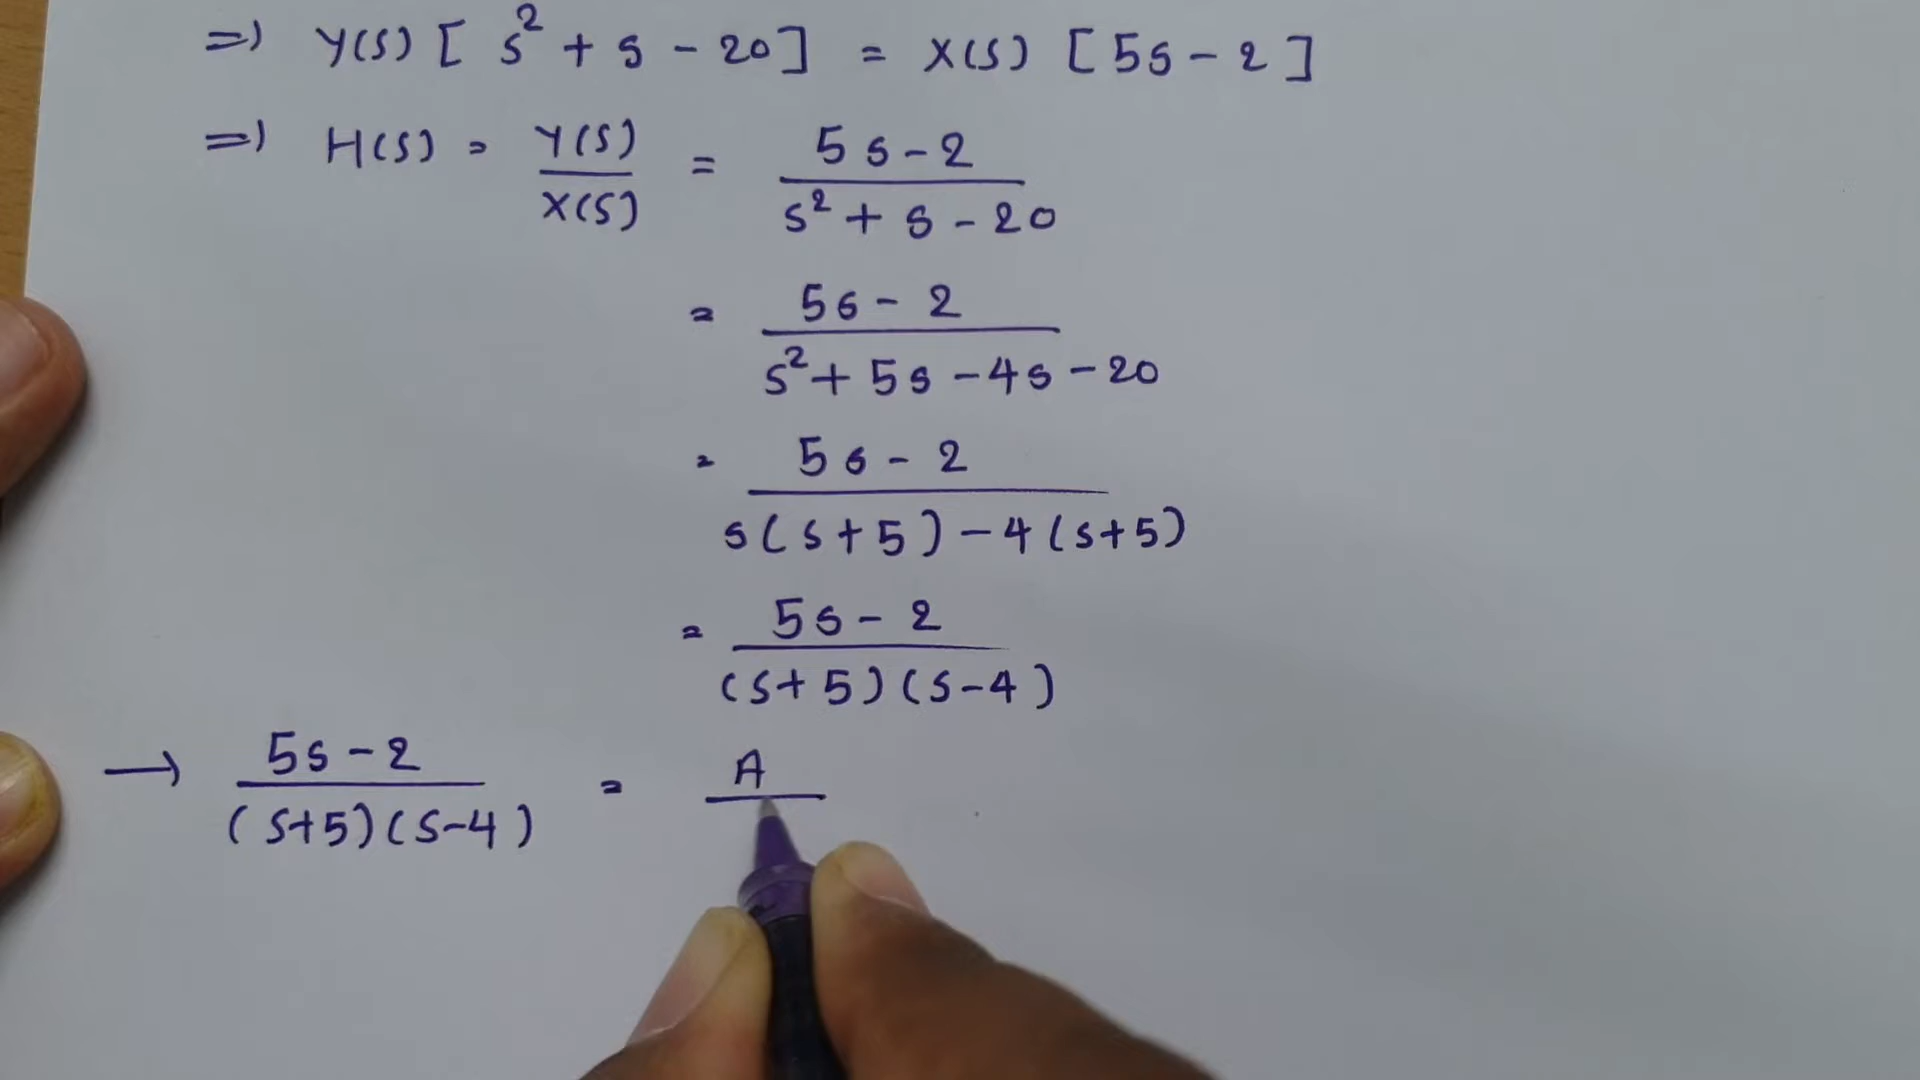 => Y(s) [ s² + s - 20 ] = X(s) [ 5s - 2 ]
=> H(s) = Y(s) / X(s) = 5s - 2 / s² + s - 20
= 5s - 2 / s² + 5s - 4s - 20
= 5s - 2 / s(s+5) - 4(s+5)
= 5s - 2 / (s+5)(s-4)
→ 5s - 2 / (s+5)(s-4) = A /